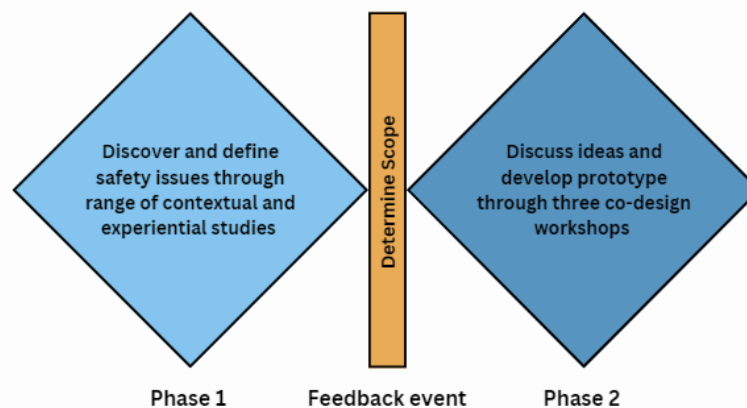 Discover and define
safety issues through
range of contextual and
experiential studies
Determine Scope
Discuss ideas and
develop prototype
through three co-design
workshops
Phase 1
Feedback event
Phase 2